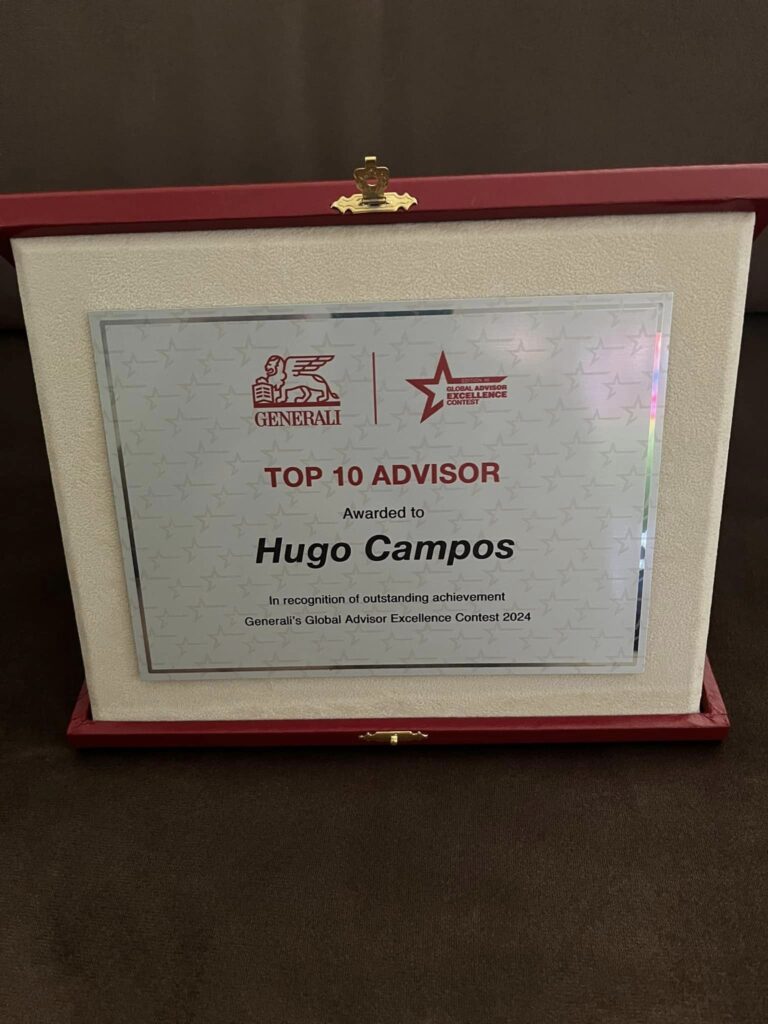 GENERALI
GLOBAL ADVISOR
EXCELLENCE
CONTEST
TOP 10 ADVISOR
Awarded to
Hugo Campos
In recognition of outstanding achievement
Generali's Global Advisor Excellence Contest 2024